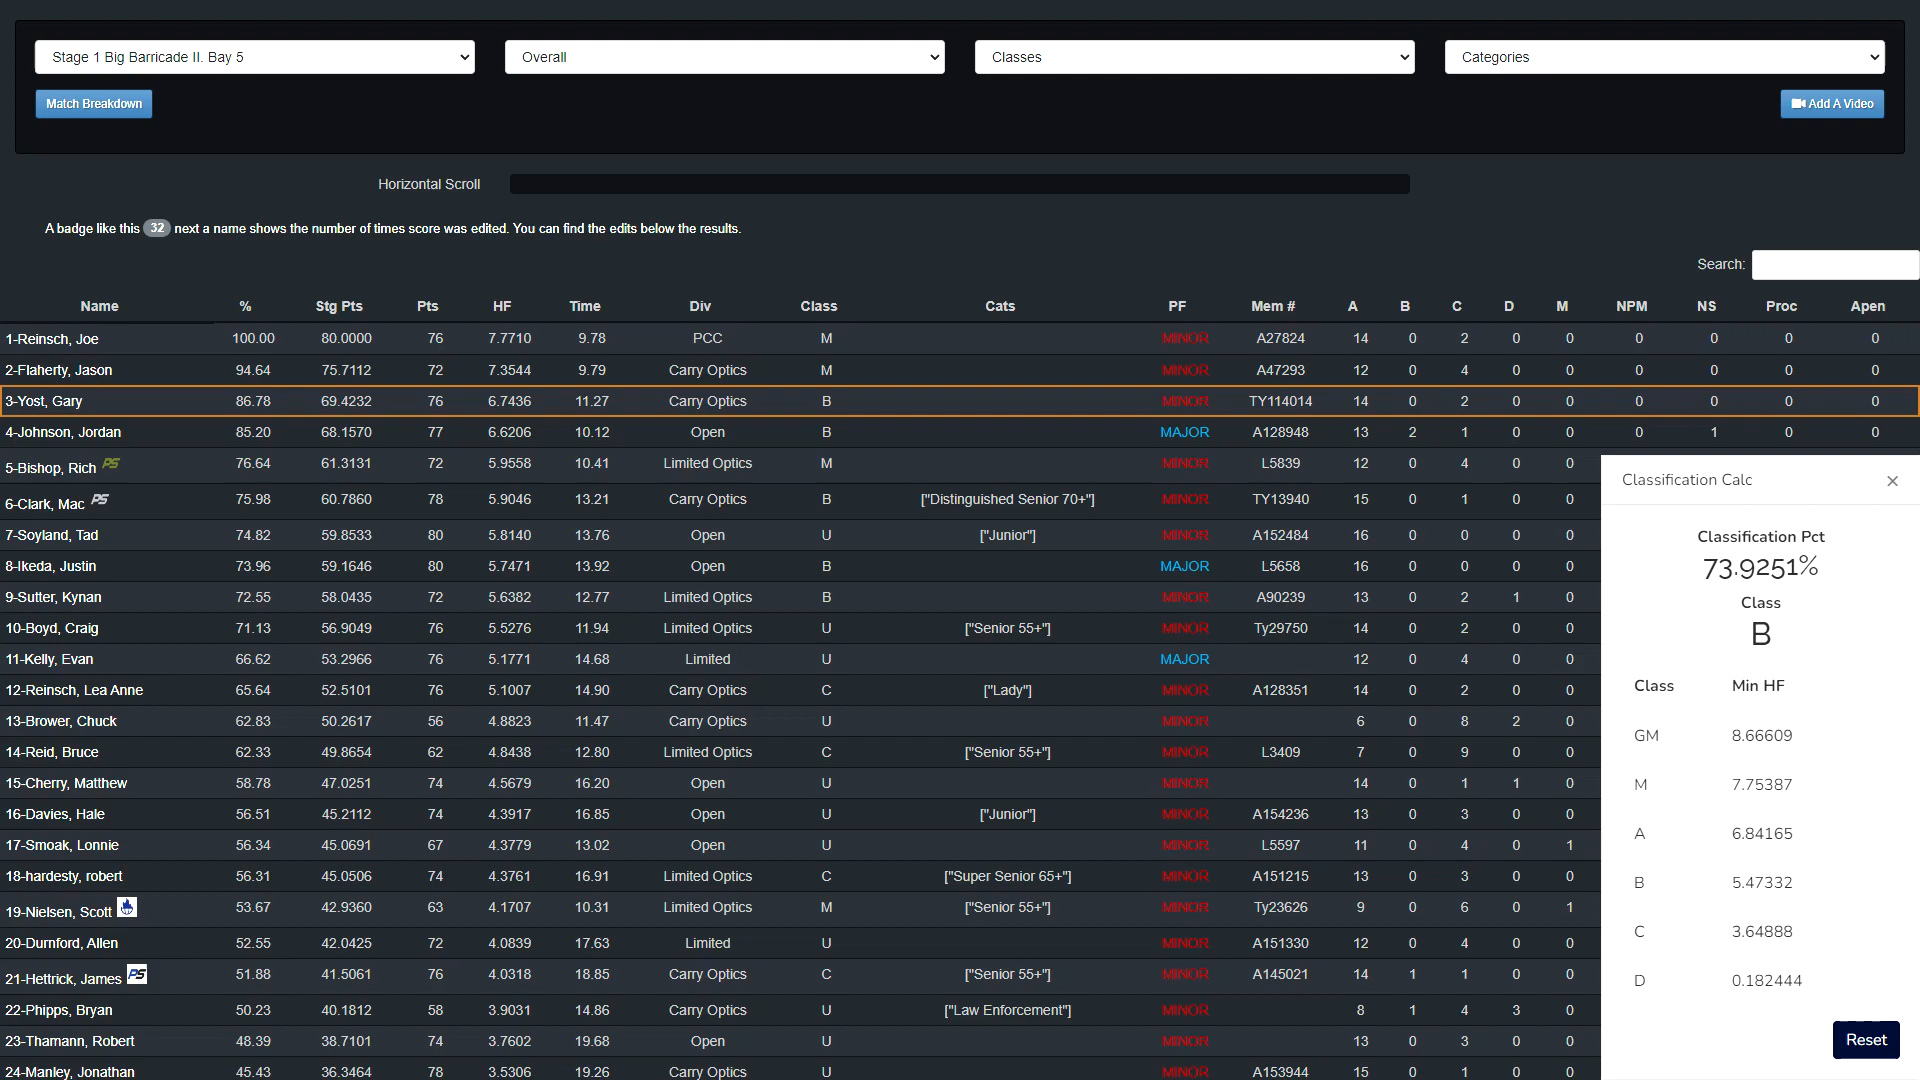 Stage 1 Big Barricade II. Bay 5 Overall Classes Categories
Match Breakdown Add A Video
Horizontal Scroll
A badge like this 32 next a name shows the number of times score was edited. You can find the edits below the results.
Search:
Name % Stg Pts Pts HF Time Div Class Cats PF Mem # A B C D M NPM NS Proc Apen
1-Reinsch, Joe 100.00 80.0000 76 7.7710 9.78 PCC M MINOR A27824 14 0 2 0 0 0 0 0 0
2-Flaherty, Jason 94.64 75.7112 72 7.3544 9.79 Carry Optics M MINOR A47293 12 0 4 0 0 0 0 0 0
3-Yost, Gary 86.78 69.4232 76 6.7436 11.27 Carry Optics B MINOR TY114014 14 0 2 0 0 0 0 0 0
4-Johnson, Jordan 85.20 68.1570 77 6.6206 10.12 Open B MAJOR A128948 13 2 1 0 0 0 1 0 0
5-Bishop, Rich PS 76.64 61.3131 72 5.9558 10.41 Limited Optics M MINOR L5839 12 0 4 0 0
6-Clark, Mac PS 75.98 60.7860 78 5.9046 13.21 Carry Optics B ["Distinguished Senior 70+"] MINOR TY13940 15 0 1 0 0
7-Soyland, Tad 74.82 59.8533 80 5.8140 13.76 Open U ["Junior"] MINOR A152484 16 0 0 0 0
8-Ikeda, Justin 73.96 59.1646 80 5.7471 13.92 Open B MAJOR L5658 16 0 0 0 0
9-Sutter, Kynan 72.55 58.0435 72 5.6382 12.77 Limited Optics B MINOR A90239 13 0 2 1 0
10-Boyd, Craig 71.13 56.9049 76 5.5276 11.94 Limited Optics U ["Senior 55+"] MINOR Ty29750 14 0 2 0 0
11-Kelly, Evan 66.62 53.2966 76 5.1771 14.68 Limited U MAJOR 12 0 4 0 0
12-Reinsch, Lea Anne 65.64 52.5101 76 5.1007 14.90 Carry Optics C ["Lady"] MINOR A128351 14 0 2 0 0
13-Brower, Chuck 62.83 50.2617 56 4.8823 11.47 Carry Optics U MINOR 6 0 8 2 0
14-Reid, Bruce 62.33 49.8654 62 4.8438 12.80 Limited Optics C ["Senior 55+"] MINOR L3409 7 0 9 0 0
15-Cherry, Matthew 58.78 47.0251 74 4.5679 16.20 Open U MINOR 14 0 1 1 0
16-Davies, Hale 56.51 45.2112 74 4.3917 16.85 Open U ["Junior"] MINOR A154236 13 0 3 0 0
17-Smoak, Lonnie 56.34 45.0691 67 4.3779 13.02 Open U MINOR L5597 11 0 4 0 1
18-hardesty, robert 56.31 45.0506 74 4.3761 16.91 Limited Optics C ["Super Senior 65+"] MINOR A151215 13 0 3 0 0
19-Nielsen, Scott 53.67 42.9360 63 4.1707 10.31 Limited Optics M ["Senior 55+"] MINOR Ty23626 9 0 6 0 1
20-Durnford, Allen 52.55 42.0425 72 4.0839 17.63 Limited U MINOR A151330 12 0 4 0 0
21-Hettrick, James PS 51.88 41.5061 76 4.0318 18.85 Carry Optics C ["Senior 55+"] MINOR A145021 14 1 1 0 0
22-Phipps, Bryan 50.23 40.1812 58 3.9031 14.86 Carry Optics U ["Law Enforcement"] MINOR 8 1 4 3 0
23-Thamann, Robert 48.39 38.7101 74 3.7602 19.68 Open U MINOR 13 0 3 0 0
24-Manley, Jonathan 45.43 36.3464 78 3.5306 19.26 Carry Optics U MINOR A153944 15 0 1 0 0
Classification Calc ×
Classification Pct
73.9251%
Class
B
Class Min HF
GM 8.66609
M 7.75387
A 6.84165
B 5.47332
C 3.64888
D 0.182444
Reset